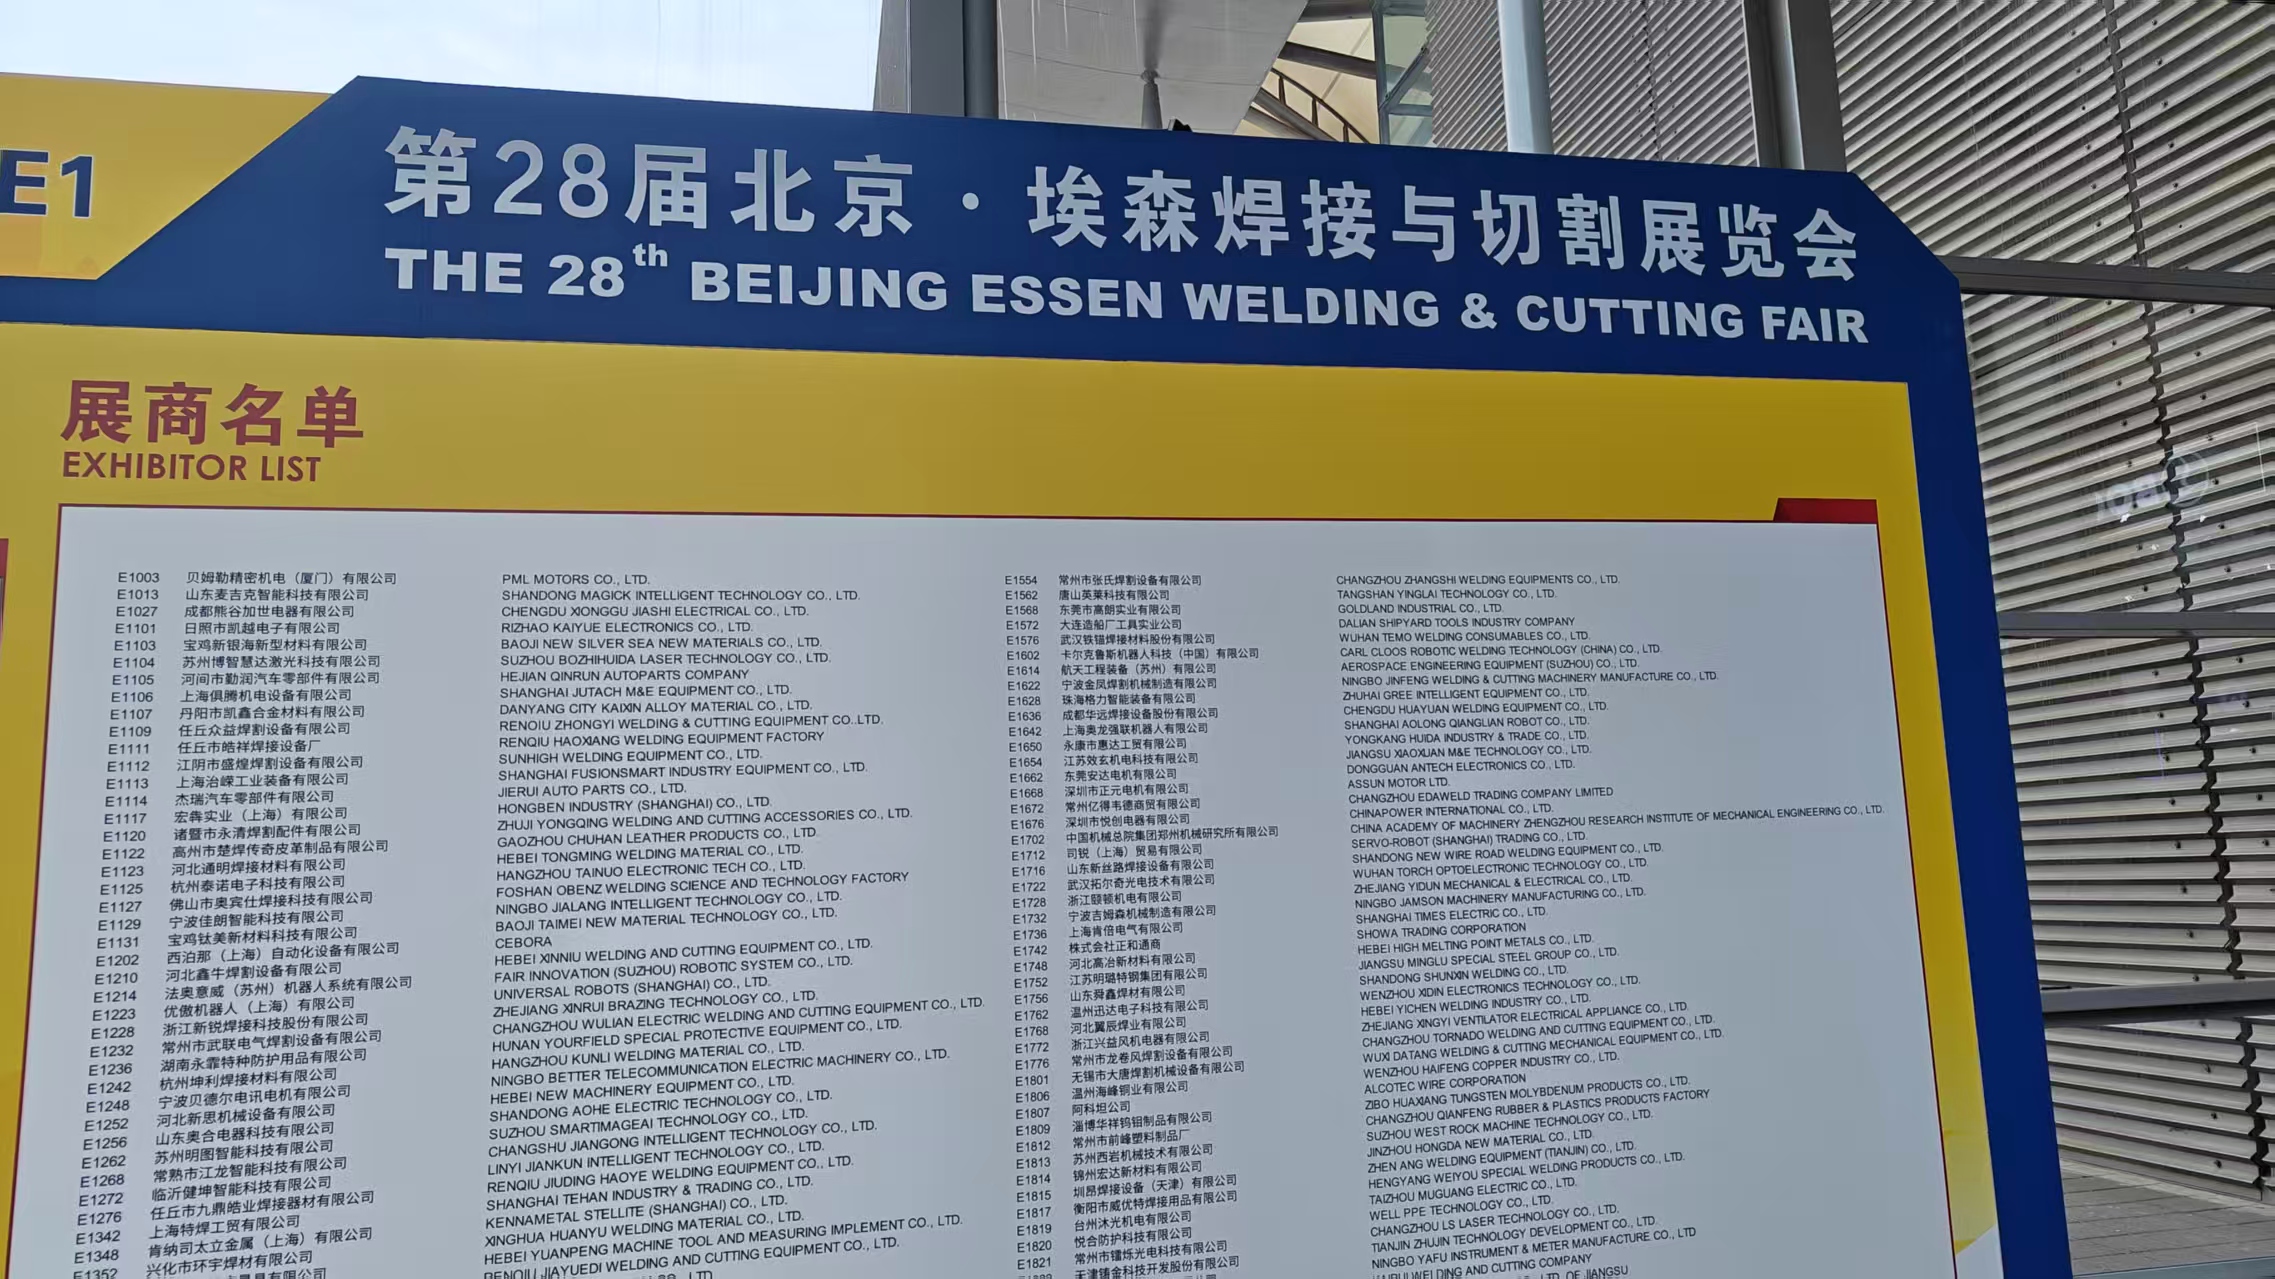 E1
第28届北京·埃森焊接与切割展览会
THE 28th BEIJING ESSEN WELDING & CUTTING FAIR
展商名单
EXHIBITOR LIST
E1003 贝姆勒精密机电（厦门）有限公司 PML MOTORS CO., LTD.
E1013 山东麦吉克智能科技有限公司 SHANDONG MAGICK INTELLIGENT TECHNOLOGY CO., LTD.
E1027 成都熊谷加世电器有限公司 CHENGDU XIONGGU JIASHI ELECTRICAL CO., LTD.
E1101 日照市凯越电子有限公司 RIZHAO KAIYUE ELECTRONICS CO., LTD.
E1103 宝鸡新银海新型材料有限公司 BAOJI NEW SILVER SEA NEW MATERIALS CO., LTD.
E1104 苏州博智慧达激光科技有限公司 SUZHOU BOZHIHUIDA LASER TECHNOLOGY CO., LTD.
E1105 河间市勤润汽车零部件有限公司 HEJIAN QINRUN AUTOPARTS COMPANY
E1106 上海俱腾机电设备有限公司 SHANGHAI JUTACH M&E EQUIPMENT CO., LTD.
E1107 丹阳市凯鑫合金材料有限公司 DANYANG CITY KAIXIN ALLOY MATERIAL CO., LTD.
E1109 任丘众益焊割设备有限公司 RENOIU ZHONGYI WELDING & CUTTING EQUIPMENT CO..LTD.
E1111 任丘市皓祥焊接设备厂 RENQIU HAOXIANG WELDING EQUIPMENT FACTORY
E1112 江阴市盛煌焊割设备有限公司 SUNHIGH WELDING EQUIPMENT CO., LTD.
E1113 上海治嵘工业装备有限公司 SHANGHAI FUSIONSMART INDUSTRY EQUIPMENT CO., LTD.
E1114 杰瑞汽车零部件有限公司 JIERUI AUTO PARTS CO., LTD.
E1117 宏犇实业（上海）有限公司 HONGBEN INDUSTRY (SHANGHAI) CO., LTD.
E1120 诸暨市永清焊割配件有限公司 ZHUJI YONGQING WELDING AND CUTTING ACCESSORIES CO., LTD.
E1122 高州市楚焊传奇皮革制品有限公司 GAOZHOU CHUHAN LEATHER PRODUCTS CO., LTD.
E1123 河北通明焊接材料有限公司 HEBEI TONGMING WELDING MATERIAL CO., LTD.
E1125 杭州泰诺电子科技有限公司 HANGZHOU TAINUO ELECTRONIC TECH CO., LTD.
E1127 佛山市奥宾仕焊接科技有限公司 FOSHAN OBENZ WELDING SCIENCE AND TECHNOLOGY FACTORY
E1129 宁波佳朗智能科技有限公司 NINGBO JIALANG INTELLIGENT TECHNOLOGY CO., LTD.
E1131 宝鸡钛美新材料科技有限公司 BAOJI TAIMEI NEW MATERIAL TECHNOLOGY CO., LTD.
E1202 西泊那（上海）自动化设备有限公司 CEBORA
E1210 河北鑫牛焊割设备有限公司 HEBEI XINNIU WELDING AND CUTTING EQUIPMENT CO., LTD.
E1214 法奥意威（苏州）机器人系统有限公司 FAIR INNOVATION (SUZHOU) ROBOTIC SYSTEM CO., LTD.
E1223 优傲机器人（上海）有限公司 UNIVERSAL ROBOTS (SHANGHAI) CO., LTD.
E1228 浙江新锐焊接科技股份有限公司 ZHEJIANG XINRUI BRAZING TECHNOLOGY CO., LTD.
E1232 常州市武联电气焊割设备有限公司 CHANGZHOU WULIAN ELECTRIC WELDING AND CUTTING EQUIPMENT CO., LTD.
E1236 湖南永霏特种防护用品有限公司 HUNAN YOURFIELD SPECIAL PROTECTIVE EQUIPMENT CO., LTD.
E1242 杭州坤利焊接材料有限公司 HANGZHOU KUNLI WELDING MATERIAL CO., LTD.
E1248 宁波贝德尔电讯电机有限公司 NINGBO BETTER TELECOMMUNICATION ELECTRIC MACHINERY CO., LTD.
E1252 河北新思机械设备有限公司 HEBEI NEW MACHINERY EQUIPMENT CO., LTD.
E1256 山东奥合电器科技有限公司 SHANDONG AOHE ELECTRIC TECHNOLOGY CO., LTD.
E1262 苏州明图智能科技有限公司 SUZHOU SMARTIMAGEAI TECHNOLOGY CO., LTD.
E1268 常熟市江龙智能科技有限公司 CHANGSHU JIANGONG INTELLIGENT TECHNOLOGY CO., LTD.
E1272 临沂健坤智能科技有限公司 LINYI JIANKUN INTELLIGENT TECHNOLOGY CO., LTD.
E1276 任丘市九鼎皓业焊接器材有限公司 RENQIU JIUDING HAOYE WELDING EQUIPMENT CO., LTD.
E1342 上海特焊工贸有限公司 SHANGHAI TEHAN INDUSTRY & TRADING CO., LTD.
E1348 肯纳司太立金属（上海）有限公司 KENNAMETAL STELLITE (SHANGHAI) CO., LTD.
E1352 兴化市环宇焊材有限公司 XINGHUA HUANYU WELDING MATERIAL CO., LTD.
HEBEI YUANPENG MACHINE TOOL AND MEASURING IMPLEMENT CO., LTD.
RENQIU JIAYUEDI WELDING AND CUTTING EQUIPMENT CO., LTD.
E1554 常州市张氏焊割设备有限公司 CHANGZHOU ZHANGSHI WELDING EQUIPMENTS CO., LTD.
E1562 唐山英莱科技有限公司 TANGSHAN YINGLAI TECHNOLOGY CO., LTD.
E1568 东莞市高朗实业有限公司 GOLDLAND INDUSTRIAL CO., LTD.
E1572 大连造船厂工具实业公司 DALIAN SHIPYARD TOOLS INDUSTRY COMPANY
E1576 武汉铁锚焊接材料股份有限公司 WUHAN TEMO WELDING CONSUMABLES CO., LTD.
E1602 卡尔克鲁斯机器人科技（中国）有限公司 CARL CLOOS ROBOTIC WELDING TECHNOLOGY (CHINA) CO., LTD.
E1614 航天工程装备（苏州）有限公司 AEROSPACE ENGINEERING EQUIPMENT (SUZHOU) CO., LTD.
E1622 宁波金凤焊割机械制造有限公司 NINGBO JINFENG WELDING & CUTTING MACHINERY MANUFACTURE CO., LTD.
E1628 珠海格力智能装备有限公司 ZHUHAI GREE INTELLIGENT EQUIPMENT CO., LTD.
E1636 成都华远焊接设备股份有限公司 CHENGDU HUAYUAN WELDING EQUIPMENT CO., LTD.
E1642 上海奥龙强联机器人有限公司 SHANGHAI AOLONG QIANGLIAN ROBOT CO., LTD.
E1650 永康市惠达工贸有限公司 YONGKANG HUIDA INDUSTRY & TRADE CO., LTD.
E1654 江苏效玄机电科技有限公司 JIANGSU XIAOXUAN M&E TECHNOLOGY CO., LTD.
E1662 东莞安达电机有限公司 DONGGUAN ANTECH ELECTRONICS CO., LTD.
E1668 深圳市正元电机有限公司 ASSUN MOTOR LTD.
E1672 常州亿得韦德商贸有限公司 CHANGZHOU EDAWELD TRADING COMPANY LIMITED
E1676 深圳市悦创电器有限公司 CHINAPOWER INTERNATIONAL CO., LTD.
E1702 中国机械总院集团郑州机械研究所有限公司 CHINA ACADEMY OF MACHINERY ZHENGZHOU RESEARCH INSTITUTE OF MECHANICAL ENGINEERING CO., LTD.
E1712 司锐（上海）贸易有限公司 SERVO-ROBOT (SHANGHAI) TRADING CO., LTD.
E1716 山东新丝路焊接设备有限公司 SHANDONG NEW WIRE ROAD WELDING EQUIPMENT CO., LTD.
E1722 武汉拓尔奇光电技术有限公司 WUHAN TORCH OPTOELECTRONIC TECHNOLOGY CO., LTD.
E1728 浙江颐顿机电有限公司 ZHEJIANG YIDUN MECHANICAL & ELECTRICAL CO., LTD.
E1732 宁波吉姆森机械制造有限公司 NINGBO JAMSON MACHINERY MANUFACTURING CO., LTD.
E1736 上海肯倍电气有限公司 SHANGHAI TIMES ELECTRIC CO., LTD.
E1742 株式会社正和通商 SHOWA TRADING CORPORATION
E1748 河北高冶新材料有限公司 HEBEI HIGH MELTING POINT METALS CO., LTD.
E1752 江苏明璐特钢集团有限公司 JIANGSU MINGLU SPECIAL STEEL GROUP CO., LTD.
E1756 山东舜鑫焊材有限公司 SHANDONG SHUNXIN WELDING CO., LTD.
E1762 温州迅达电子科技有限公司 WENZHOU XIDIN ELECTRONICS TECHNOLOGY CO., LTD.
E1768 河北翼辰焊业有限公司 HEBEI YICHEN WELDING INDUSTRY CO., LTD.
E1772 浙江兴益风机电器有限公司 ZHEJIANG XINGYI VENTILATOR ELECTRICAL APPLIANCE CO., LTD.
E1776 常州市龙卷风焊割设备有限公司 CHANGZHOU TORNADO WELDING AND CUTTING EQUIPMENT CO., LTD.
E1801 无锡市大唐焊割机械设备有限公司 WUXI DATANG WELDING & CUTTING MECHANICAL EQUIPMENT CO., LTD.
E1806 温州海峰铜业有限公司 WENZHOU HAIFENG COPPER INDUSTRY CO., LTD.
E1807 阿科坦公司 ALCOTEC WIRE CORPORATION
E1809 淄博华祥钨钼制品有限公司 ZIBO HUAXIANG TUNGSTEN MOLYBDENUM PRODUCTS CO., LTD.
E1812 常州市前峰塑料制品厂 CHANGZHOU QIANFENG RUBBER & PLASTICS PRODUCTS FACTORY
E1813 苏州西岩机械技术有限公司 SUZHOU WEST ROCK MACHINE TECHNOLOGY CO., LTD.
E1814 锦州宏达新材料有限公司 JINZHOU HONGDA NEW MATERIAL CO., LTD.
E1815 圳昂焊接设备（天津）有限公司 ZHEN ANG WELDING EQUIPMENT (TIANJIN) CO., LTD.
E1817 衡阳市威优特焊接用品有限公司 HENGYANG WEIYOU SPECIAL WELDING PRODUCTS CO., LTD.
E1819 台州沐光机电有限公司 TAIZHOU MUGUANG ELECTRIC CO., LTD.
E1820 悦合防护科技有限公司 WELL PPE TECHNOLOGY CO., LTD.
E1821 常州市镭烁光电科技有限公司 CHANGZHOU LS LASER TECHNOLOGY CO., LTD.
天津铸金科技开发股份有限公司 TIANJIN ZHUJIN TECHNOLOGY DEVELOPMENT CO., LTD.
NINGBO YAFU INSTRUMENT & METER MANUFACTURE CO., LTD
WELDING AND CUTTING COMPANY